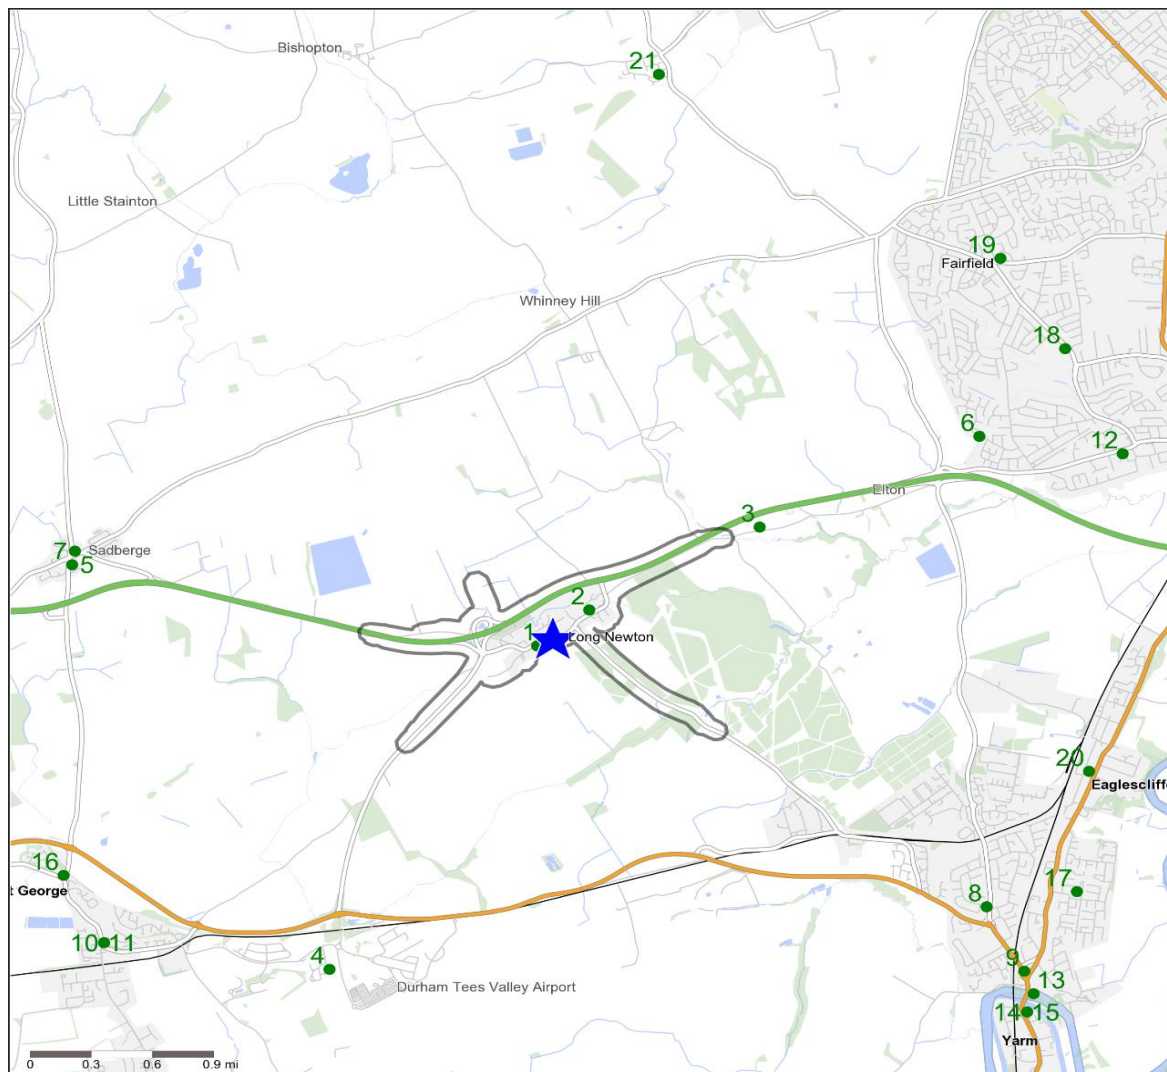 Bishopton
21
Little Stainton
19
Fairfield
Whinney Hill
18
6
12
Elton
3
7
Sadberge
5
2
1
Long Newton
20
Eaglescliffe
16
t George
17
8
10
11
4
9
Durham Tees Valley Airport
13
14
15
Yarm
0
0.3
0.6
0.9 mi